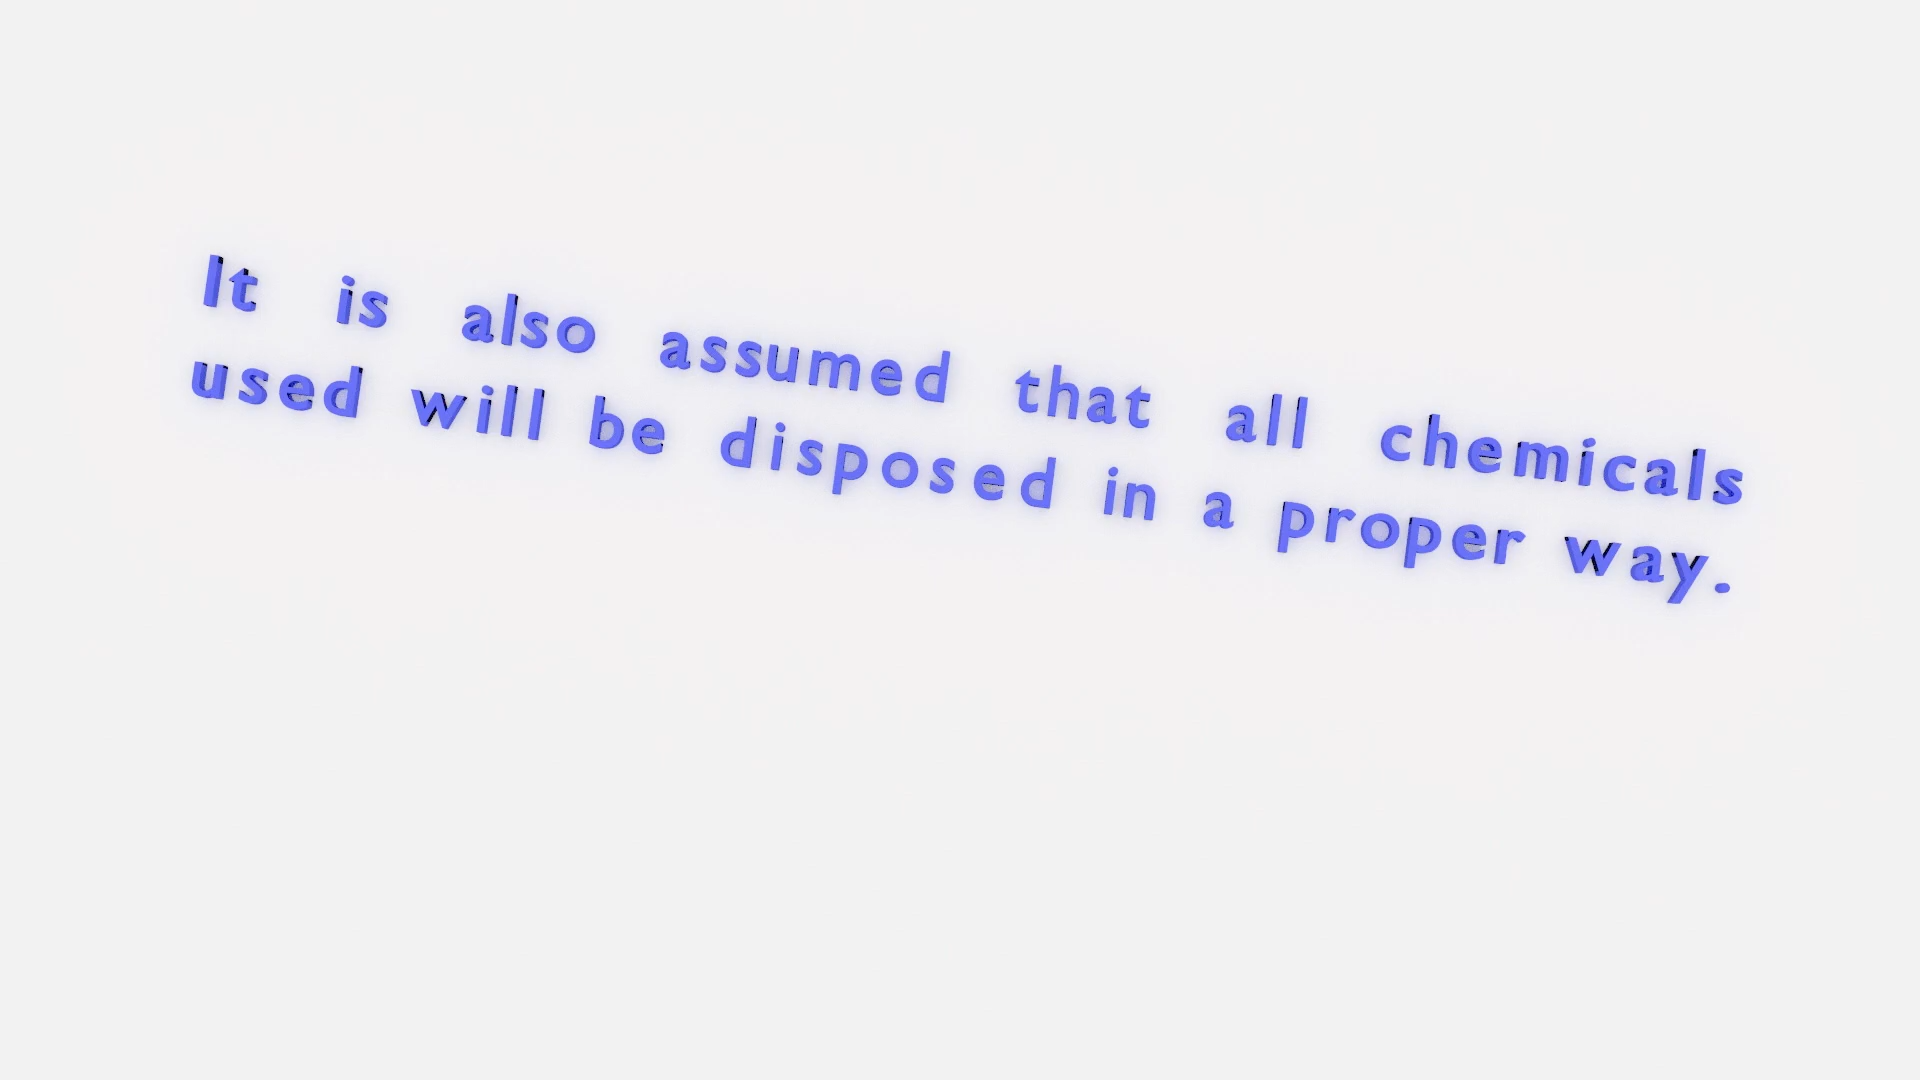 It is also assumed that all chemicals
used will be disposed in a proper way.